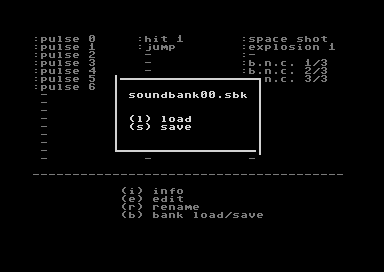 :pulse 0 :hit 1 :space shot
:pulse 1 :jump :explosion 1
:pulse 2 - :-
:pulse 3 - :b.n.c. 1/3
:pulse 4 - :b.n.c. 2/3
:pulse 5 .n.c. 3/3
:pulse 6
-
soundbank00.sbk
-
-
-
(l) load
-
(s) save
-
-
-
- - -
(i) info
(e) edit
(r) rename
(b) bank load/save